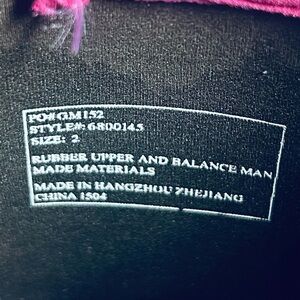 PO# GM152
STYLE#: 6800145
SIZE: 2
RUBBER UPPER AND BALANCE MAN
MADE MATERIALS
MADE IN HANGZHOU ZHEJIANG
CHINA 1504